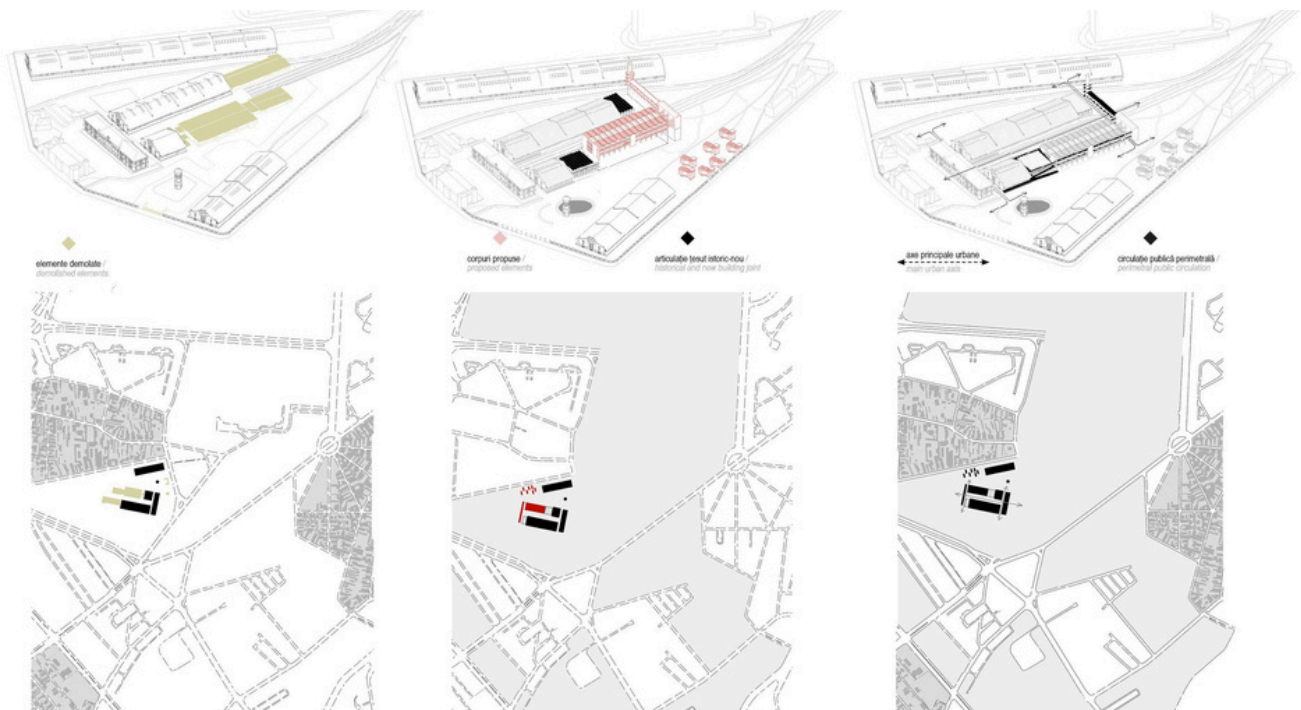 elemente demolate /
demolished elements
corpuri propuse /
proposed elements
articulație țesut istoric-nou /
historical and new building joint
axe principale urbane
main urban axis
circulație publică perimetrală /
perimetral public circulation